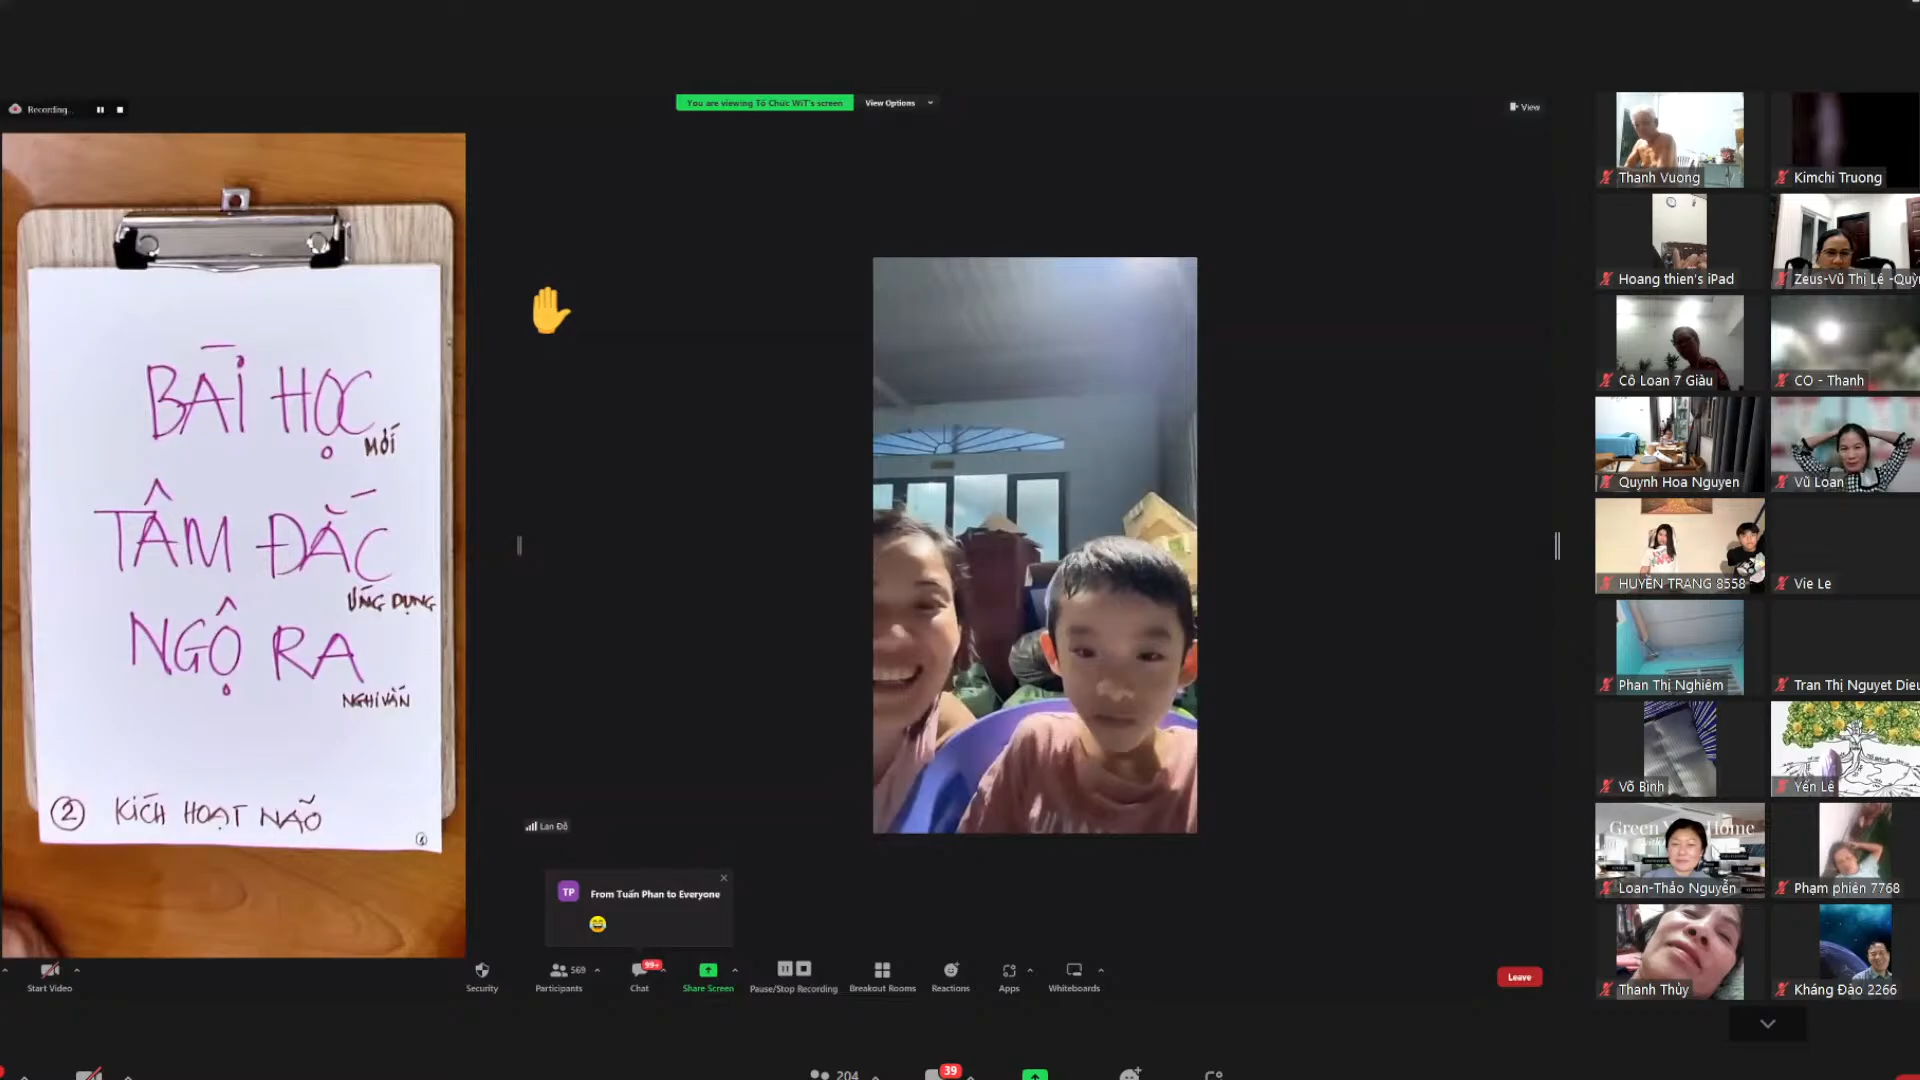 You are viewing Tổ Chức WiT's screen
View Options
Recording...
View
BÀI HỌC
MỚI
TÂM ĐẮC
ỨNG DỤNG
NGỘ RA
NGHI VẤN
2 KÍCH HOẠT NÃO
Lan Đỗ
TP
From Tuấn Phan to Everyone
Start Video
Security
569
Participants
99+
Chat
Share Screen
Pause/Stop Recording
Breakout Rooms
Reactions
Apps
Whiteboards
Leave
Thanh Vuong
Kimchi Truong
Hoang thien's iPad
Zeus-Vũ Thị Lê -Quỳ
Cô Loan 7 Giàu
CO - Thanh
Quynh Hoa Nguyen
Vũ Loan
HUYỀN TRANG 8558
Vie Le
Phan Thị Nghiêm
Tran Thị Nguyet Dieu
Võ Bình
Yến Lê
Green Home
Loan-Thảo Nguyễn
Phạm phiên 7768
Thanh Thủy
Kháng Đào 2266
204
39